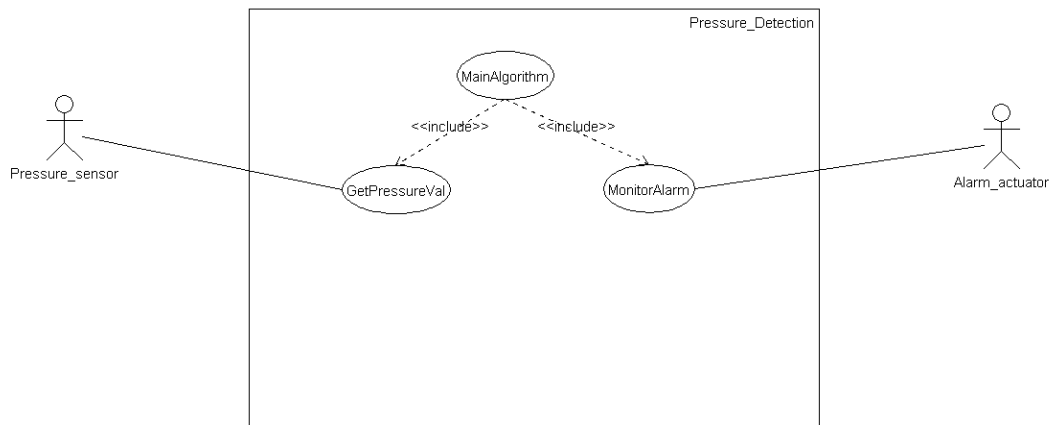 Pressure_Detection
MainAlgorithm
<<include>>
<<include>>
Pressure_sensor
GetPressureVal
MonitorAlarm
Alarm_actuator